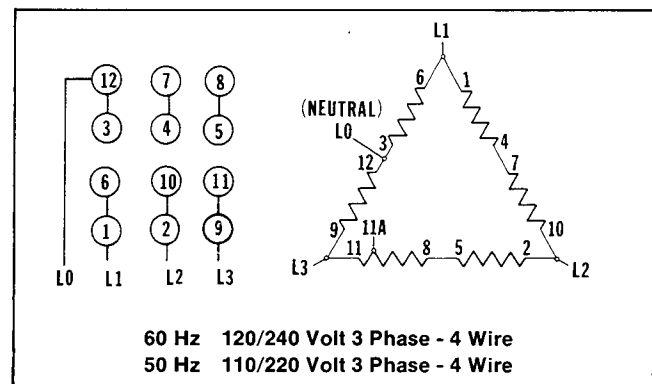 L1
12 7 8
6 1
(NEUTRAL)
L0
3 4 5
3 4
12 7
6 10 11
1 2 9
9 11A 10
L0 L1 L2 L3
L3 11 8 5 2 L2
60 Hz 120/240 Volt 3 Phase - 4 Wire
50 Hz 110/220 Volt 3 Phase - 4 Wire